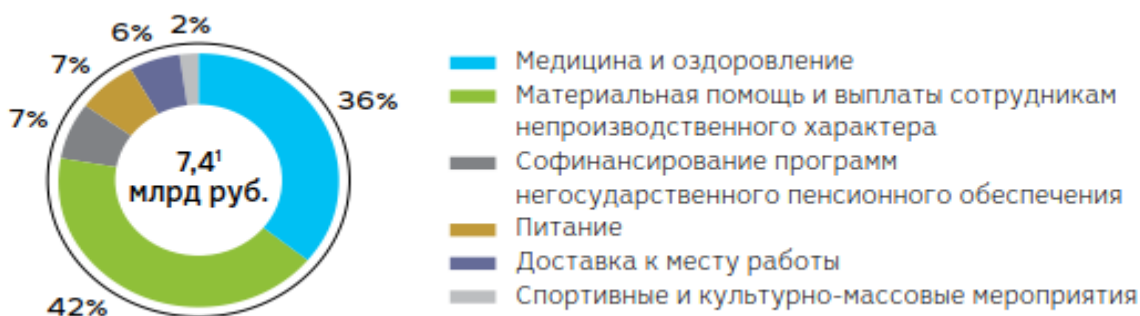 6%
2%
7%
36%
7%
7,4¹
млрд руб.
42%
Медицина и оздоровление
Материальная помощь и выплаты сотрудникам
непроизводственного характера
Софинансирование программ
негосударственного пенсионного обеспечения
Питание
Доставка к месту работы
Спортивные и культурно-массовые мероприятия